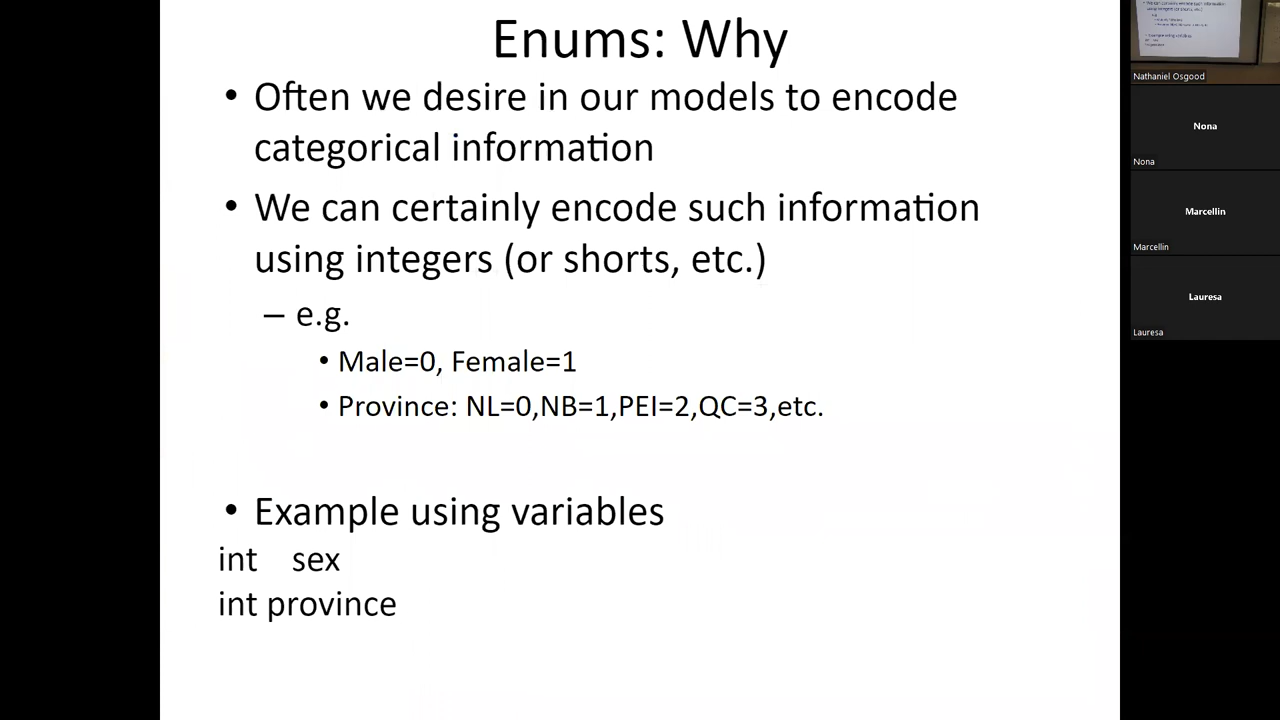 Enums: Why
• Often we desire in our models to encode
categorical information
• We can certainly encode such information
using integers (or shorts, etc.)
– e.g.
• Male=0, Female=1
• Province: NL=0,NB=1,PEI=2,QC=3,etc.
• Example using variables
int sex
int province
Nathaniel Osgood
Nona
Nona
Marcellin
Marcellin
Lauresa
Lauresa